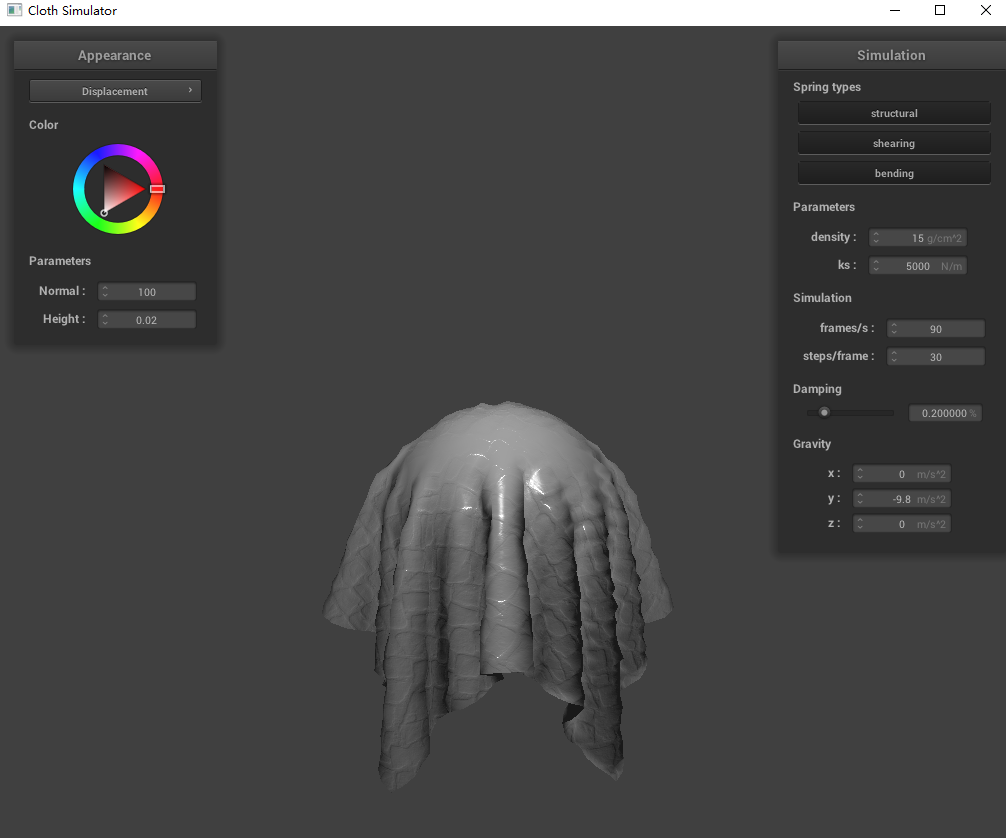 Cloth Simulator
Appearance
Displacement
Color
Parameters
Normal : 100
Height : 0.02
Simulation
Spring types
structural
shearing
bending
Parameters
density : 15 g/cm^2
ks : 5000 N/m
Simulation
frames/s : 90
steps/frame : 30
Damping
0.200000 %
Gravity
x : 0 m/s^2
y : -9.8 m/s^2
z : 0 m/s^2